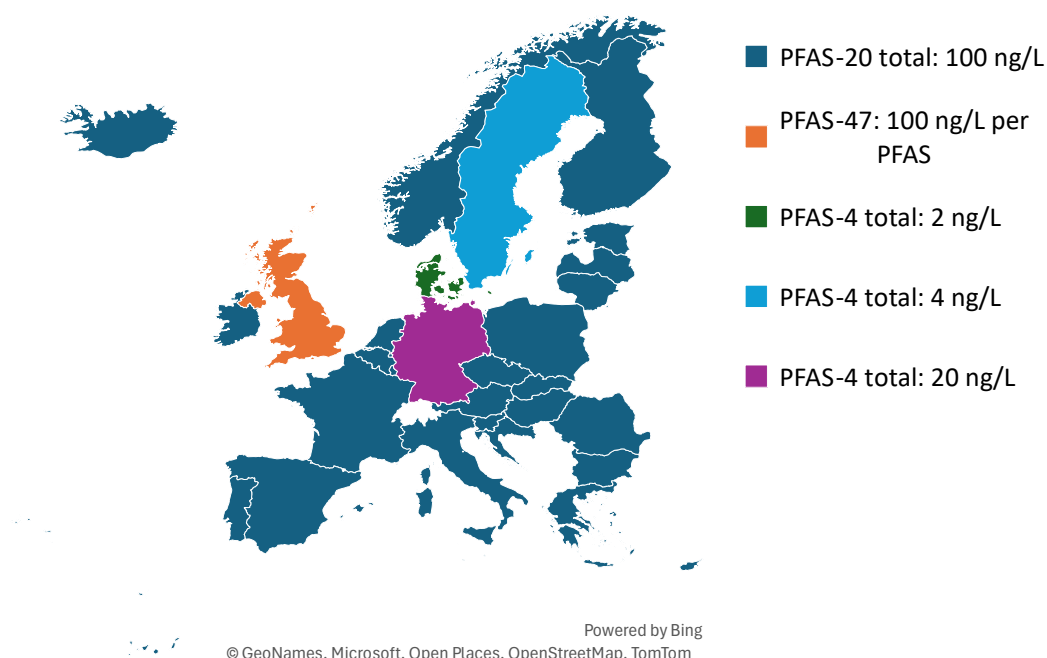 PFAS-20 total: 100 ng/L
PFAS-47: 100 ng/L per
PFAS
PFAS-4 total: 2 ng/L
PFAS-4 total: 4 ng/L
PFAS-4 total: 20 ng/L
Powered by Bing
© GeoNames, Microsoft, Open Places, OpenStreetMap, TomTom